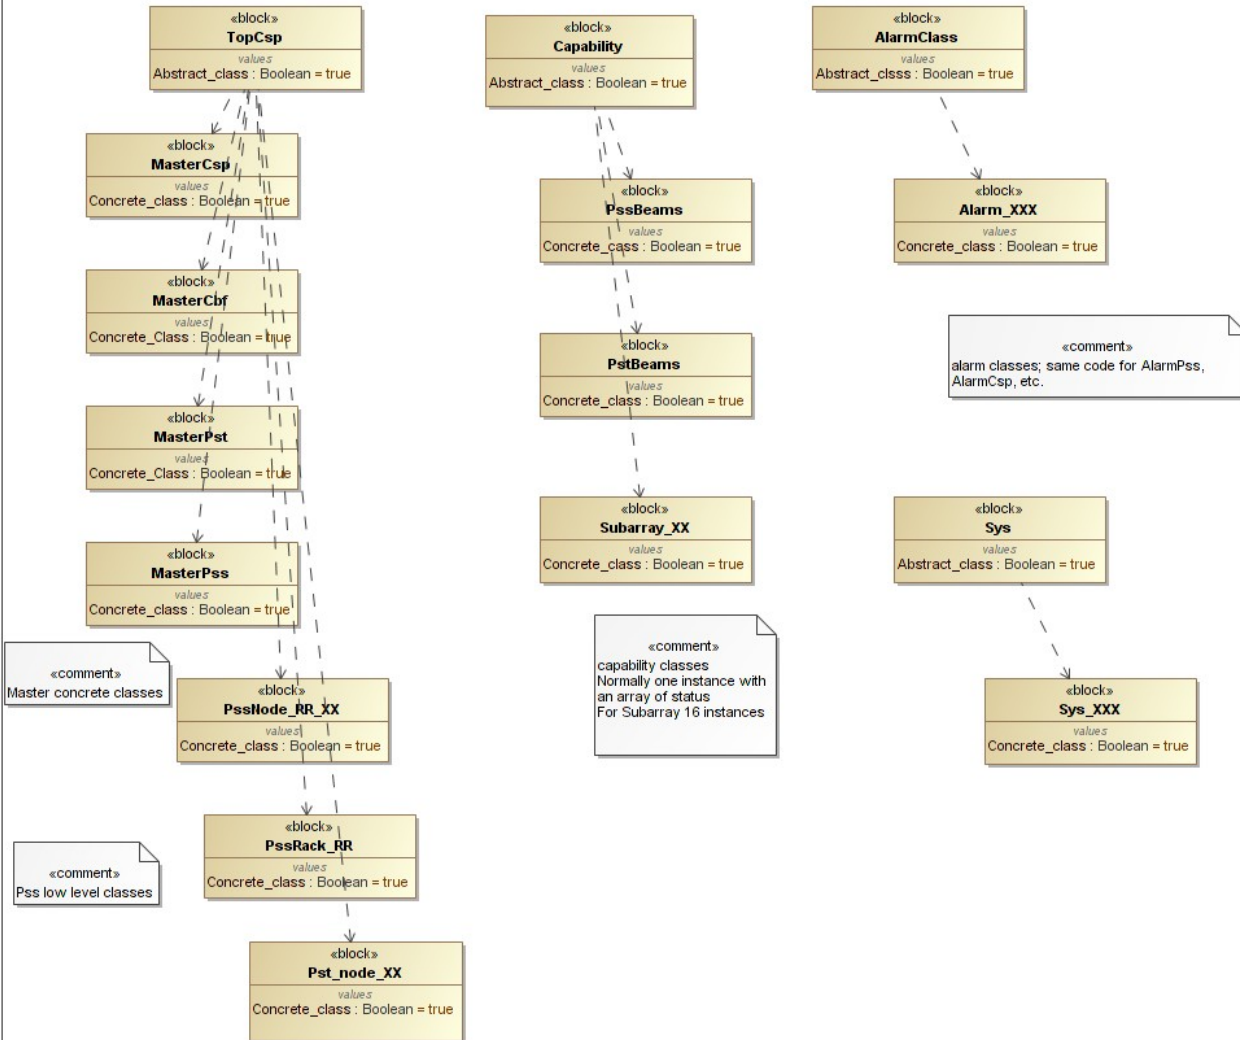 «block»
TopCsp
values
Abstract_class : Boolean = true
«block»
MasterCsp
values
Concrete_class : Boolean = true
«block»
MasterCbf
values
Concrete_Class : Boolean = true
«block»
MasterPst
values
Concrete_Class : Boolean = true
«block»
MasterPss
values
Concrete_class : Boolean = true
«comment»
Master concrete classes
«block»
PssNode_RR_XX
values
Concrete_class : Boolean = true
«block»
PssRack_RR
values
Concrete_class : Boolean = true
«comment»
Pss low level classes
«block»
Pst_node_XX
values
Concrete_class : Boolean = true
«block»
Capability
values
Abstract_class : Boolean = true
«block»
PssBeams
values
Concrete_cass : Boolean = true
«block»
PstBeams
values
Concrete_class : Boolean = true
«block»
Subarray_XX
values
Concrete_class : Boolean = true
«comment»
capability classes
Normally one instance with
an array of status
For Subarray 16 instances
«block»
AlarmClass
values
Abstract_clsss : Boolean = true
«block»
Alarm_XXX
values
Concrete_class : Boolean = true
«comment»
alarm classes; same code for AlarmPss,
AlarmCsp, etc.
«block»
Sys
values
Abstract_class : Boolean = true
«block»
Sys_XXX
values
Concrete_class : Boolean = true